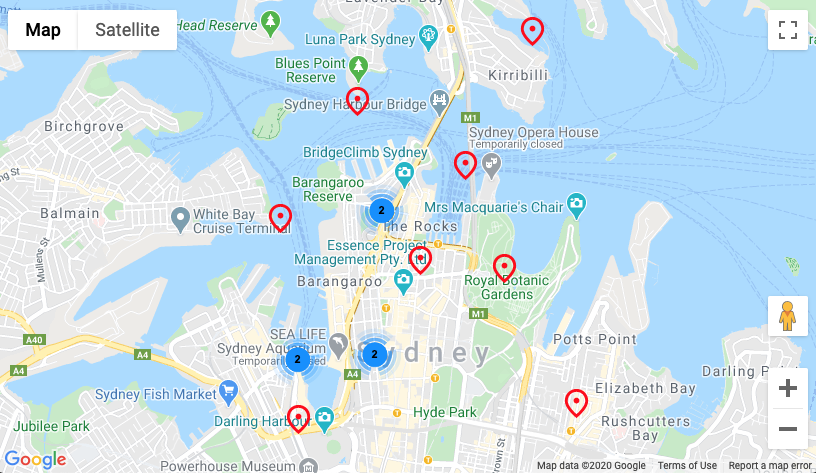 Lavender Bay
Map
Satellite
Head Reserve
Luna Park Sydney
Blues Point
Reserve
Kirribilli
Sydney Harbour Bridge
M1
Birchgrove
Sydney Opera House
Temporarily closed
BridgeClimb Sydney
Barangaroo
Reserve
Mrs Macquarie's Chair
2
Balmain
White Bay
Cruise Terminal
The Rocks
Mullens St
Essence Project
Management Pty. Ltd
Barangaroo
Royal Botanic
Gardens
M1
A40
SEA LIFE
Sydney Aquarium
Temporarily closed
2
2
Sydney
Potts Point
A4
A4
A4
Darling Point
Elizabeth Bay
Sydney Fish Market
Hyde Park
Darling Harbour
Rushcutters
Bay
Jubilee Park
Google
Powerhouse Museum
Map data ©2020 Google
Terms of Use
Report a map error